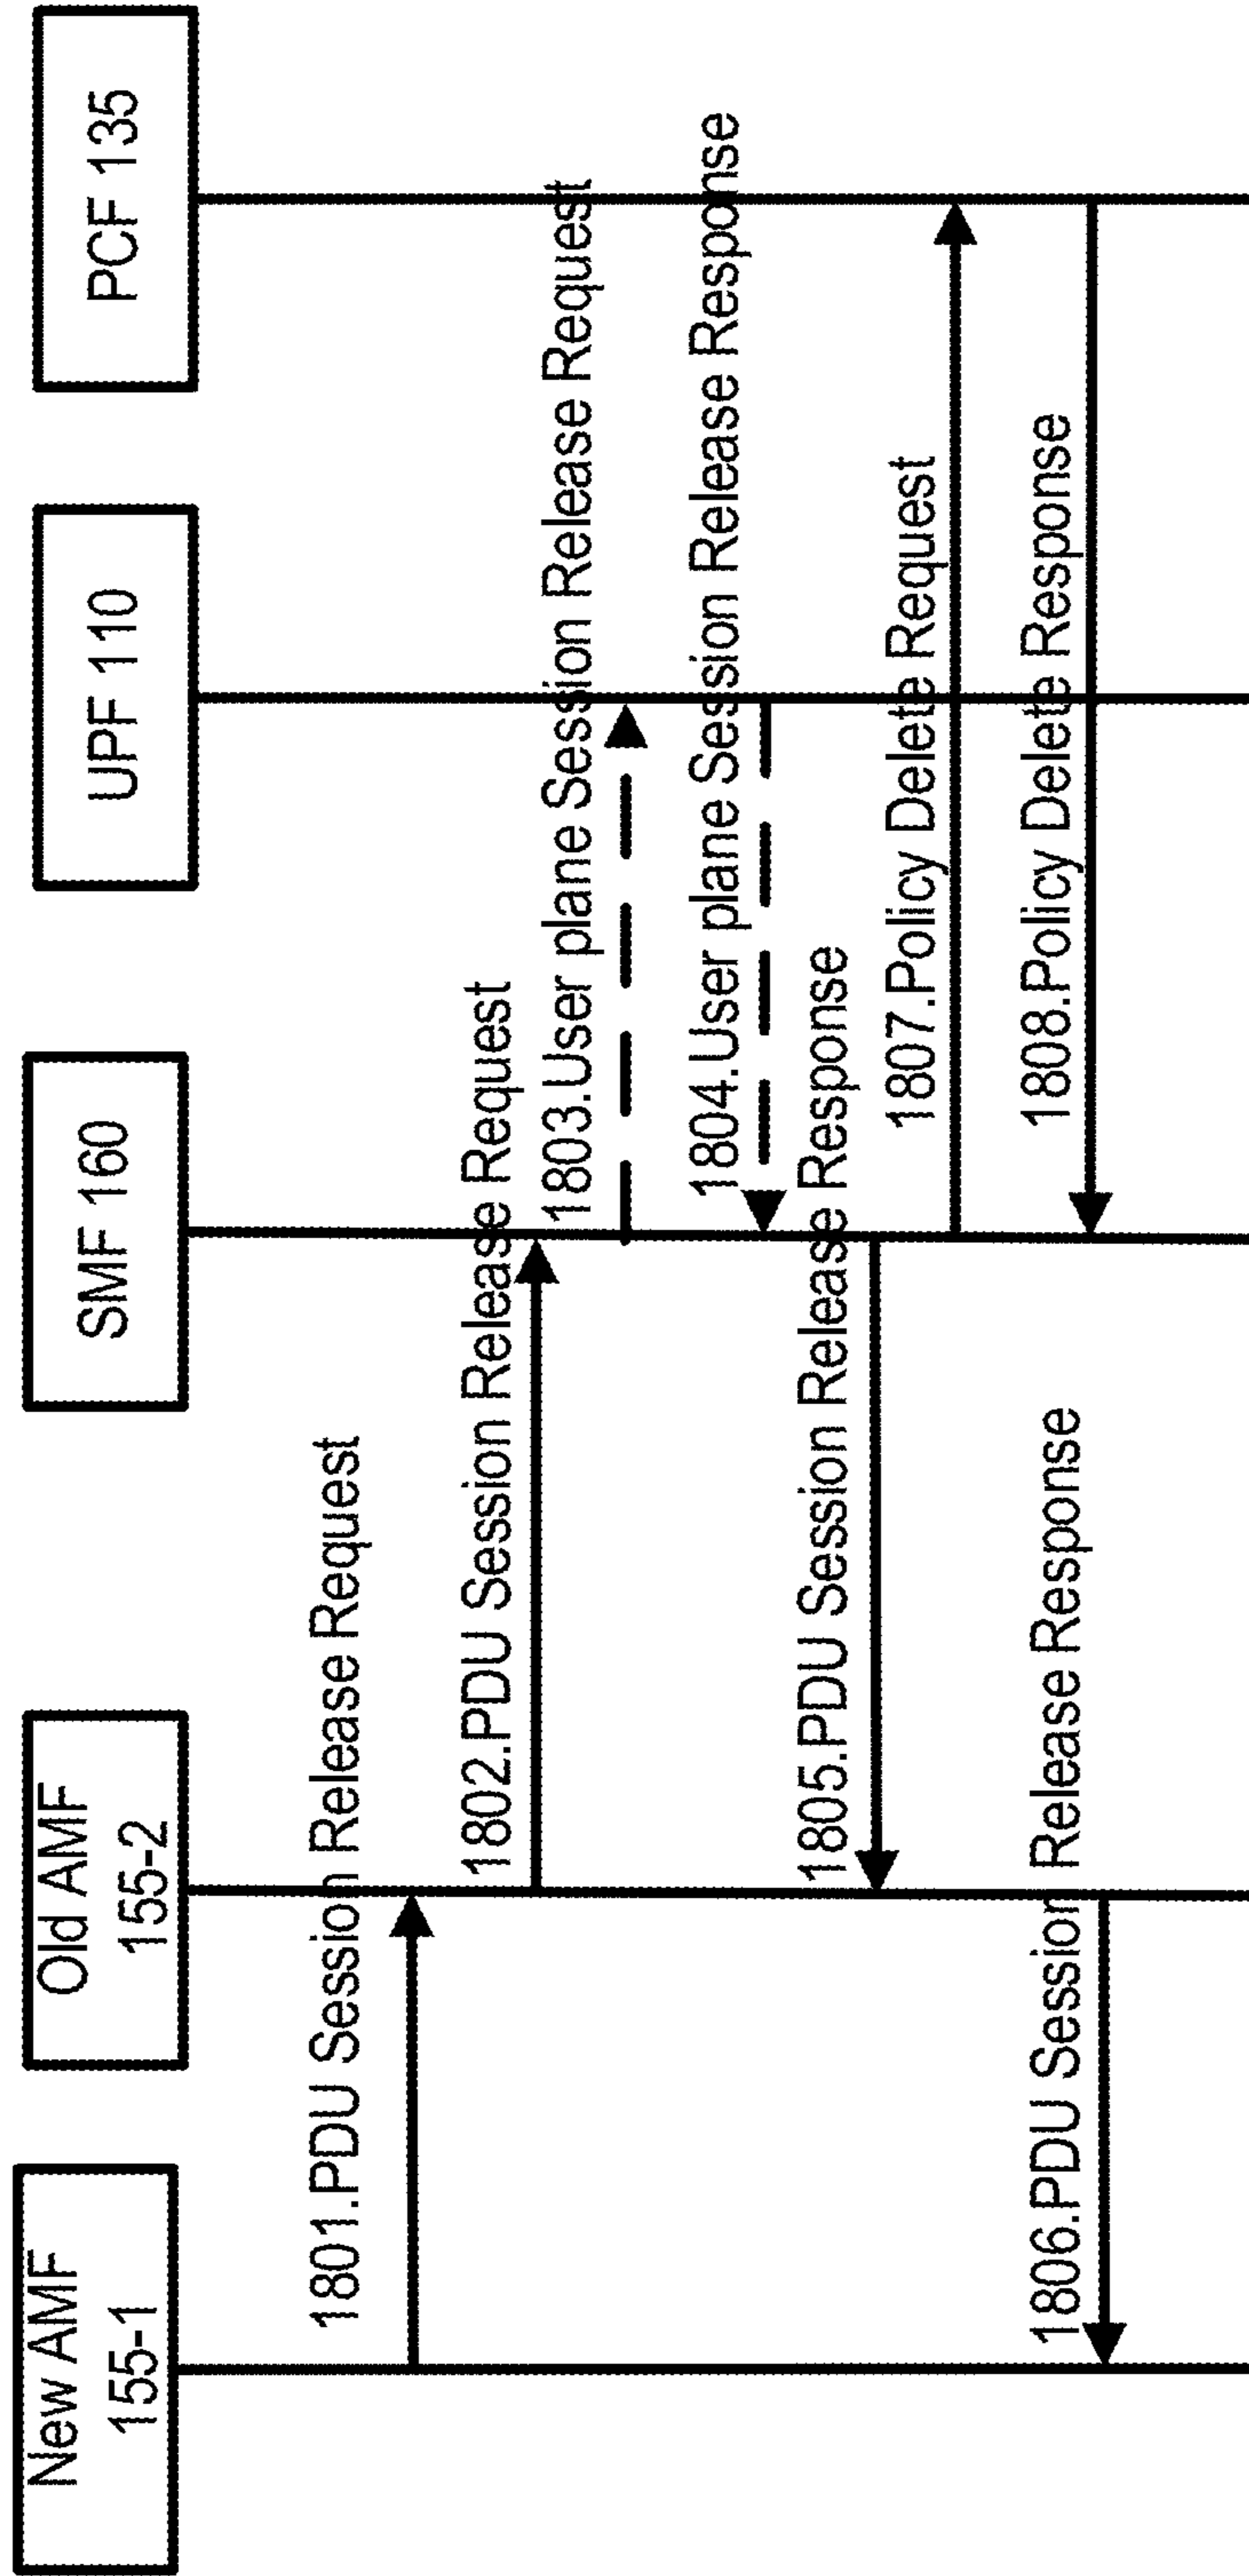 New AMF
155-1
Old AMF
155-2
SMF 160
UPF 110
PCF 135
1801.PDU Session Release Request
1802.PDU Session Release Request
1803.User plane Session Release Request
1804.User plane Session Release Response
1805.PDU Session Release Response
1807.Policy Delete Request
1808.Policy Delete Response
1806.PDU Session Release Response